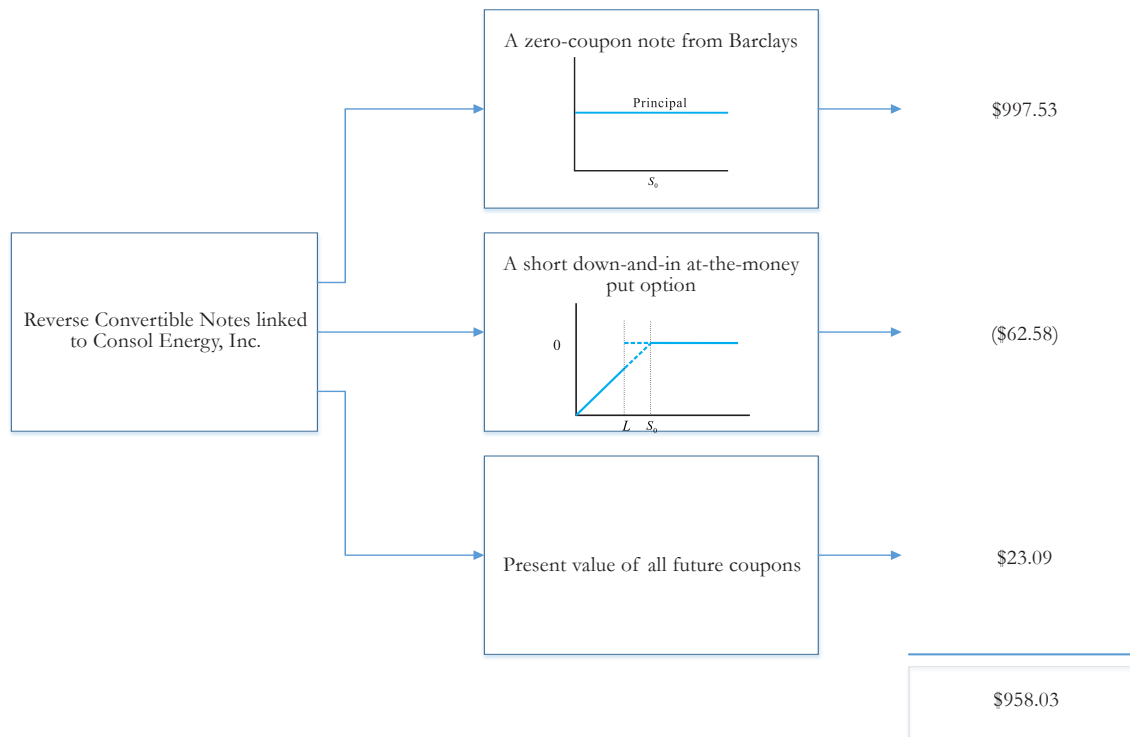 A zero-coupon note from Barclays
Principal
S₀
$997.53
Reverse Convertible Notes linked
to Consol Energy, Inc.
A short down-and-in at-the-money
put option
0
L S₀
($62.58)
Present value of all future coupons
$23.09
$958.03